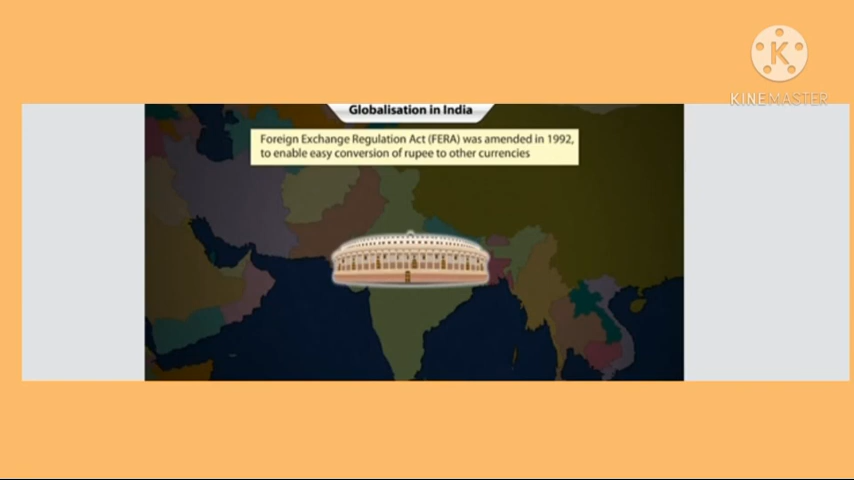 KINEMASTER
Globalisation in India
Foreign Exchange Regulation Act (FERA) was amended in 1992,
to enable easy conversion of rupee to other currencies